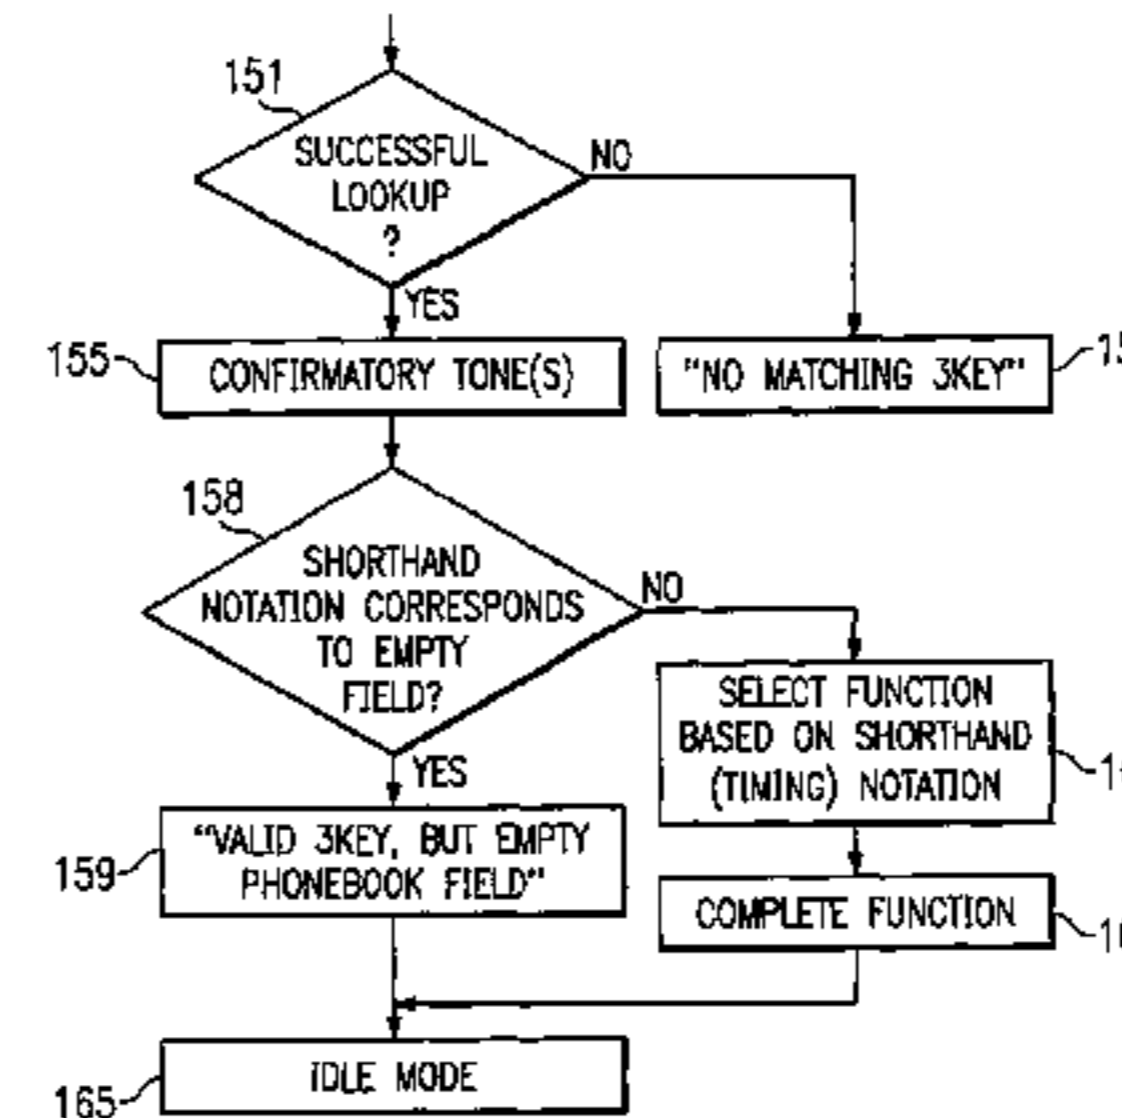 151
SUCCESSFUL
LOOKUP
?
NO
YES
155
CONFIRMATORY TONE(S)
"NO MATCHING 3KEY"
158
SHORTHAND
NOTATION CORRESPONDS
TO EMPTY
FIELD?
NO
YES
SELECT FUNCTION
BASED ON SHORTHAND
(TIMING) NOTATION
159
"VALID 3KEY, BUT EMPTY
PHONEBOOK FIELD"
COMPLETE FUNCTION
165
IDLE MODE